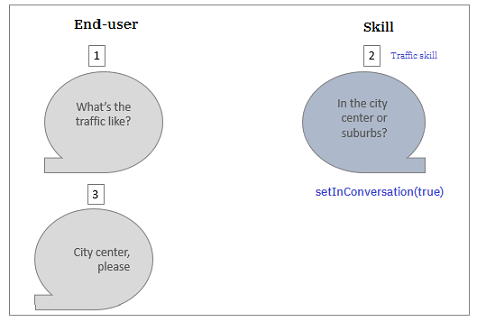 End-user
Skill
1
2
Traffic skill
What's the
traffic like?
In the city
center or
suburbs?
setInConversation(true)
3
City center,
please